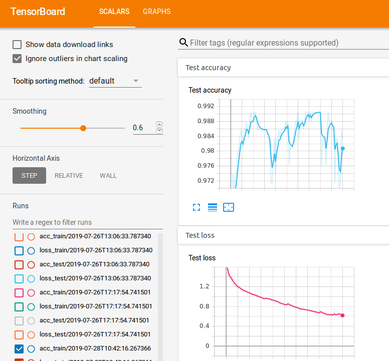 TensorBoard SCALARS GRAPHS
Show data download links
Ignore outliers in chart scaling
Tooltip sorting method: default
Smoothing
0.6
Horizontal Axis
STEP RELATIVE WALL
Runs
Write a regex to filter runs
acc_train/2019-07-26T13:06:33.787340
loss_train/2019-07-26T13:06:33.787340
acc_test/2019-07-26T13:06:33.787340
loss_test/2019-07-26T13:06:33.787340
acc_train/2019-07-26T17:17:54.741501
loss_train/2019-07-26T17:17:54.741501
acc_test/2019-07-26T17:17:54.741501
loss_test/2019-07-26T17:17:54.741501
acc_train/2019-07-28T10:42:16.267366
Filter tags (regular expressions supported)
Test accuracy
Test accuracy
0.992
0.988
0.984
0.98
0.976
0.972
Test loss
Test loss
1.2
0.8
0.4
0